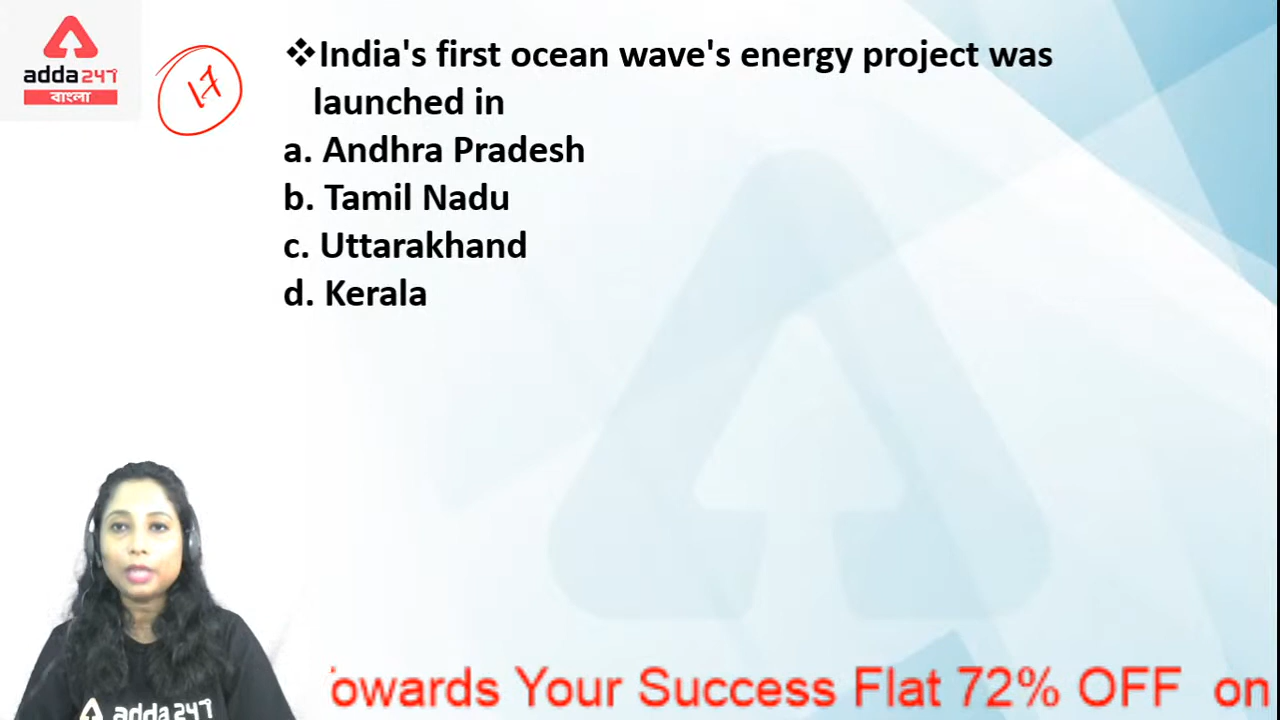 adda247
বাংলা
17
❖India's first ocean wave's energy project was
launched in
a. Andhra Pradesh
b. Tamil Nadu
c. Uttarakhand
d. Kerala
adda247
owards Your Success Flat 72% OFF on